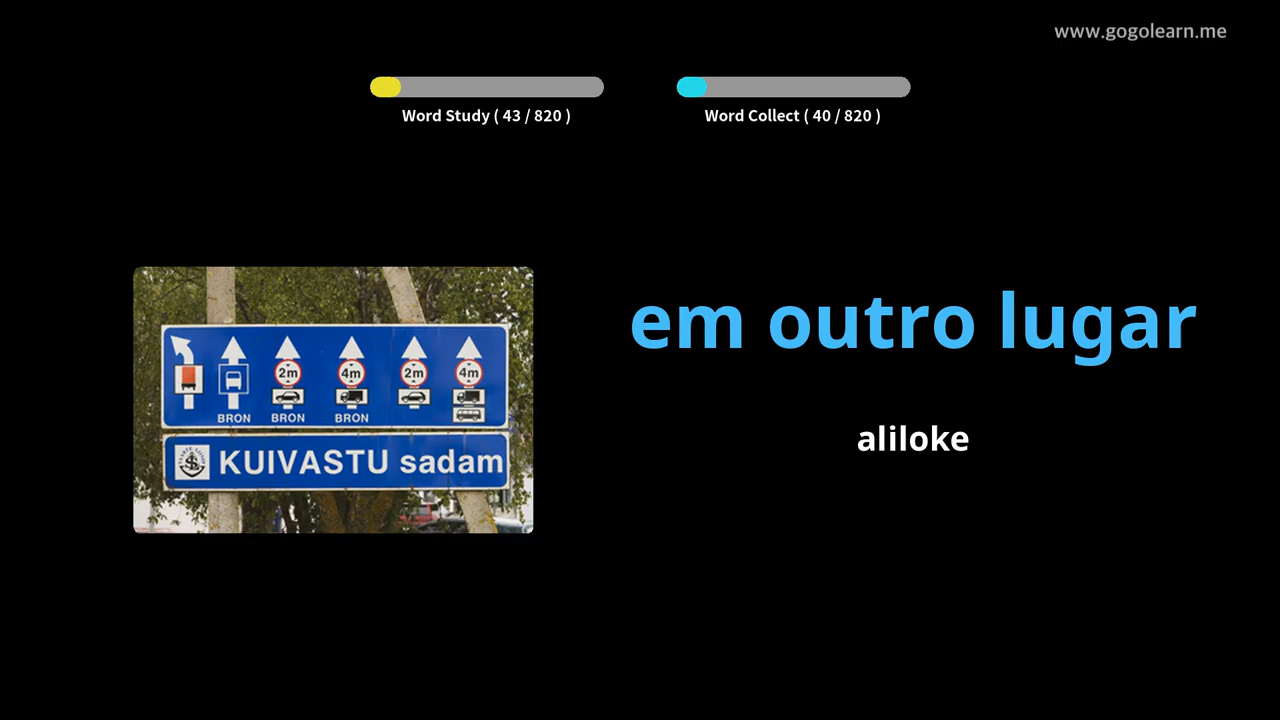 www.gogolearn.me
Word Study ( 43 / 820 )
Word Collect ( 40 / 820 )
em outro lugar
aliloke
2m
4m
2m
4m
BRON
BRON
BRON
KUIVASTU sadam